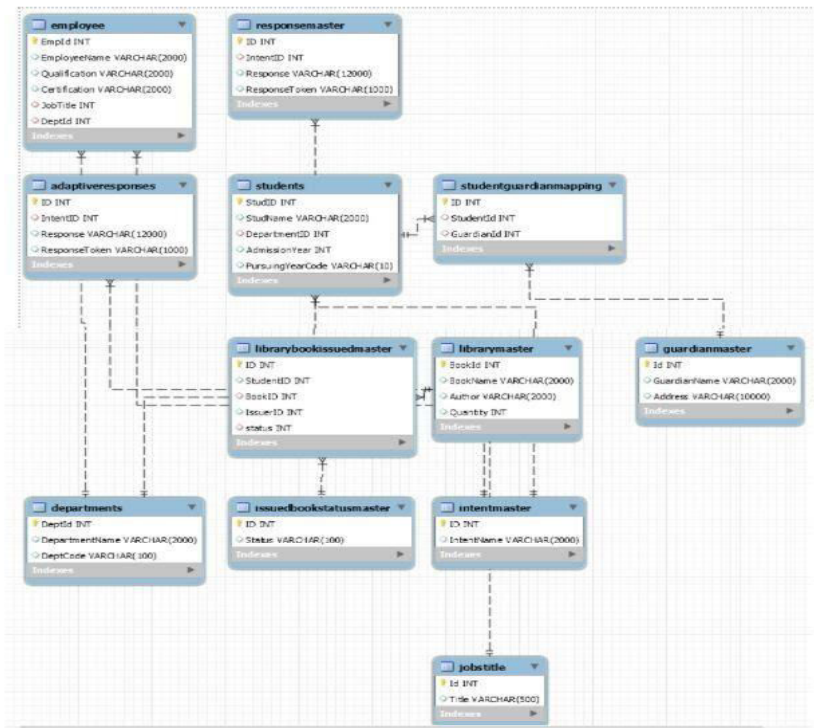 employee
EmpId INT
EmployeeName VARCHAR(2000)
Qualification VARCHAR(2000)
Certification VARCHAR(2000)
JobTitle INT
DeptId INT
Indexes
responsemaster
ID INT
IntentID INT
Response VARCHAR(12000)
ResponseToken VARCHAR(1000)
Indexes
adaptiveresponses
ID INT
IntentID INT
Response VARCHAR(12000)
ResponseToken VARCHAR(1000)
Indexes
students
StudID INT
StudName VARCHAR(2000)
DepartmentID INT
AdmissionYear INT
PursuingYearCode VARCHAR(10)
Indexes
studentguardianmapping
ID INT
StudentId INT
GuardianId INT
Indexes
librarybookissuedmaster
ID INT
StudentID INT
BookID INT
IssuerID INT
status INT
Indexes
librarymaster
BookId INT
BookName VARCHAR(2000)
Author VARCHAR(2000)
Quantity INT
Indexes
guardianmaster
Id INT
GuardianName VARCHAR(2000)
Address VARCHAR(10000)
Indexes
departments
DeptId INT
DepartmentName VARCHAR(2000)
DeptCode VARCHAR(100)
Indexes
issuedbookstatusmaster
ID INT
Status VARCHAR(100)
Indexes
intentmaster
ID INT
IntentName VARCHAR(2000)
Indexes
jobstitle
Id INT
Title VARCHAR(500)
Indexes